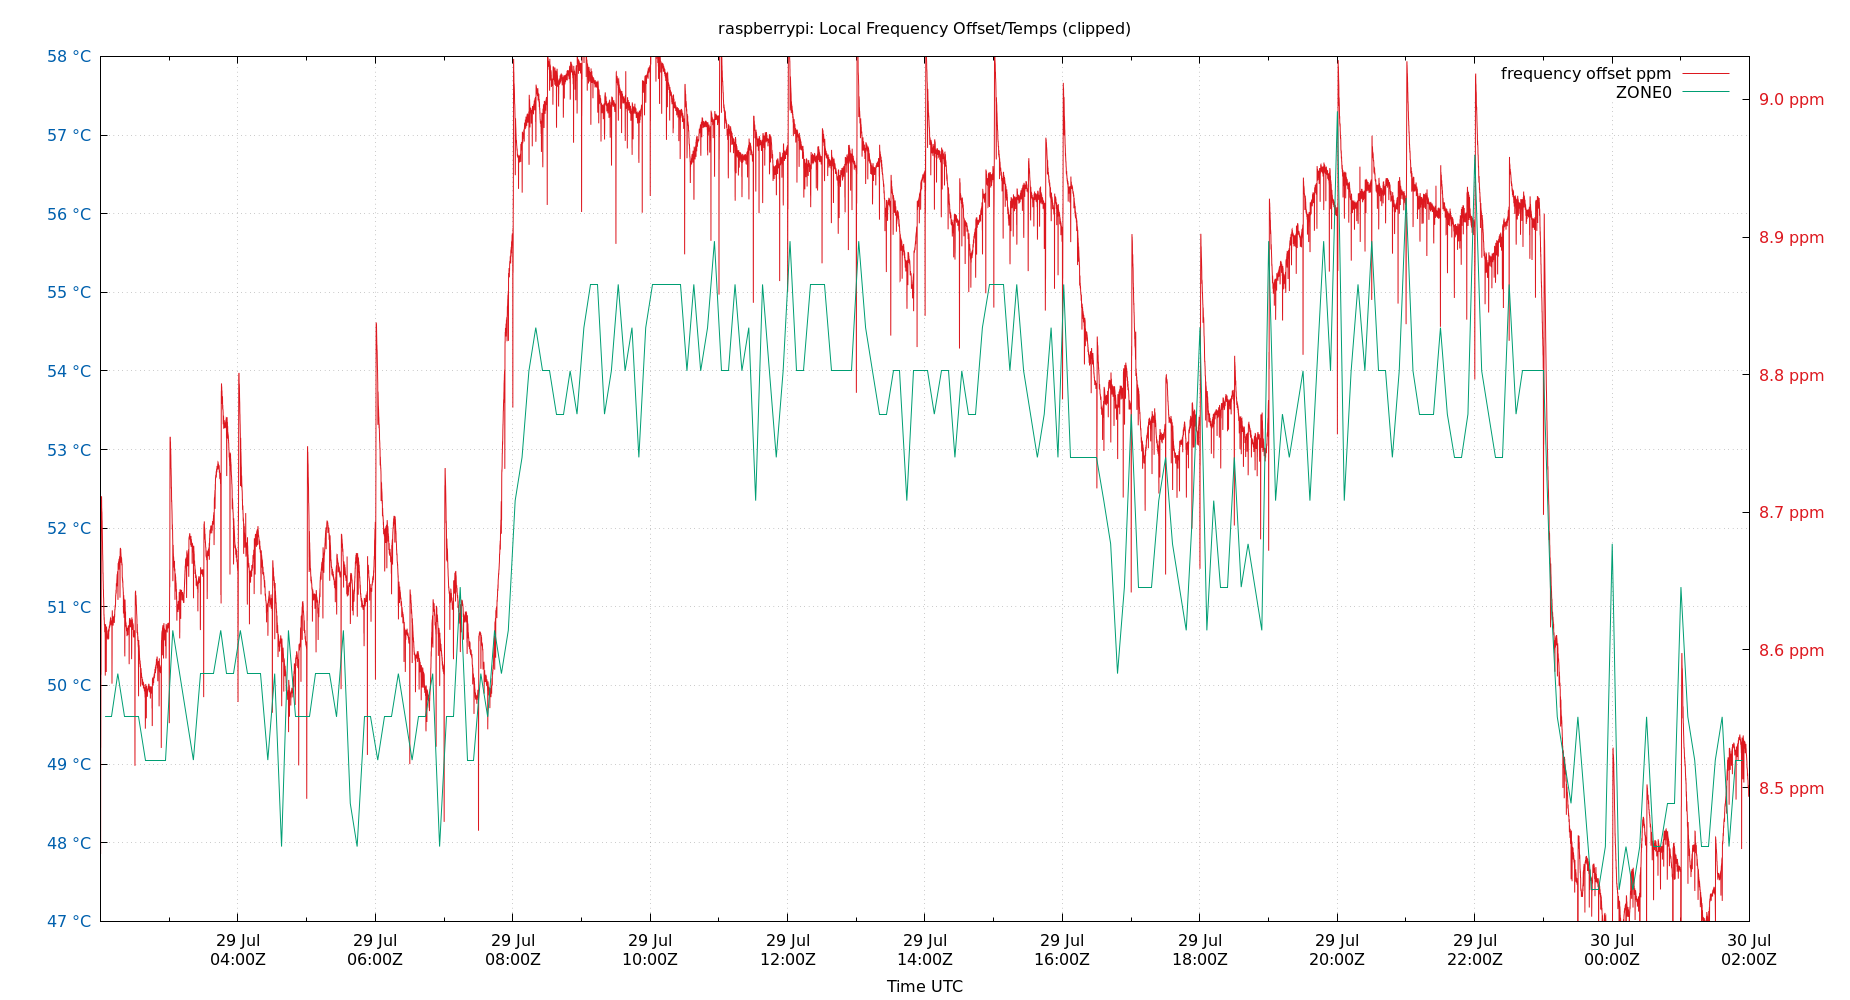 raspberrypi: Local Frequency Offset/Temps (clipped)
58 °C
57 °C
56 °C
55 °C
54 °C
53 °C
52 °C
51 °C
50 °C
49 °C
48 °C
47 °C
frequency offset ppm
ZONE0
9.0 ppm
8.9 ppm
8.8 ppm
8.7 ppm
8.6 ppm
8.5 ppm
29 Jul
04:00Z
29 Jul
06:00Z
29 Jul
08:00Z
29 Jul
10:00Z
29 Jul
12:00Z
29 Jul
14:00Z
29 Jul
16:00Z
29 Jul
18:00Z
29 Jul
20:00Z
29 Jul
22:00Z
30 Jul
00:00Z
30 Jul
02:00Z
Time UTC